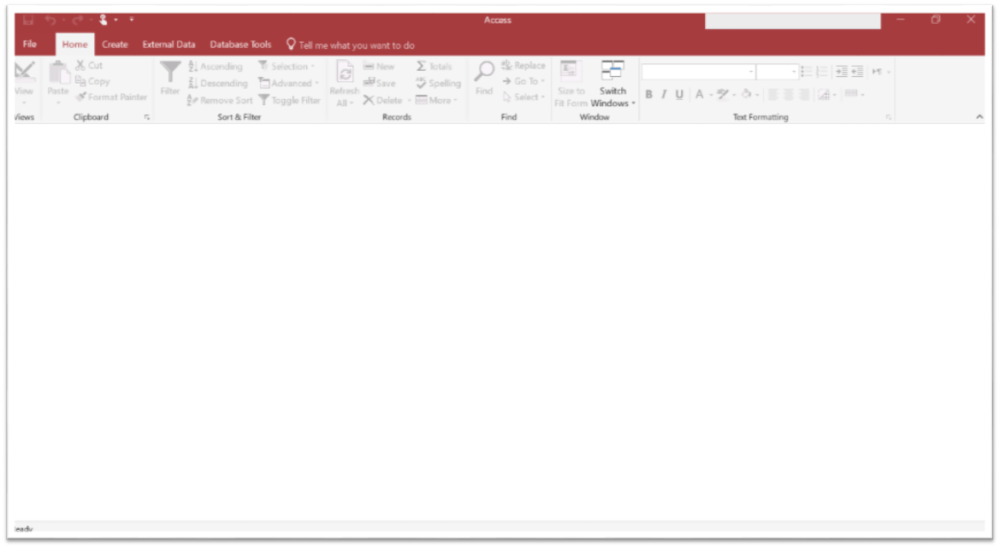 Access
File Home Create External Data Database Tools Tell me what you want to do
Cut Ascending Selection New Totals Replace
Copy Descending Advanced Save Spelling Go To
View Paste Format Painter Filter Remove Sort Toggle Filter Refresh All Delete More Find Select Size to Fit Form Switch Windows B I U A
Views Clipboard Sort & Filter Records Find Window Text Formatting
Ready